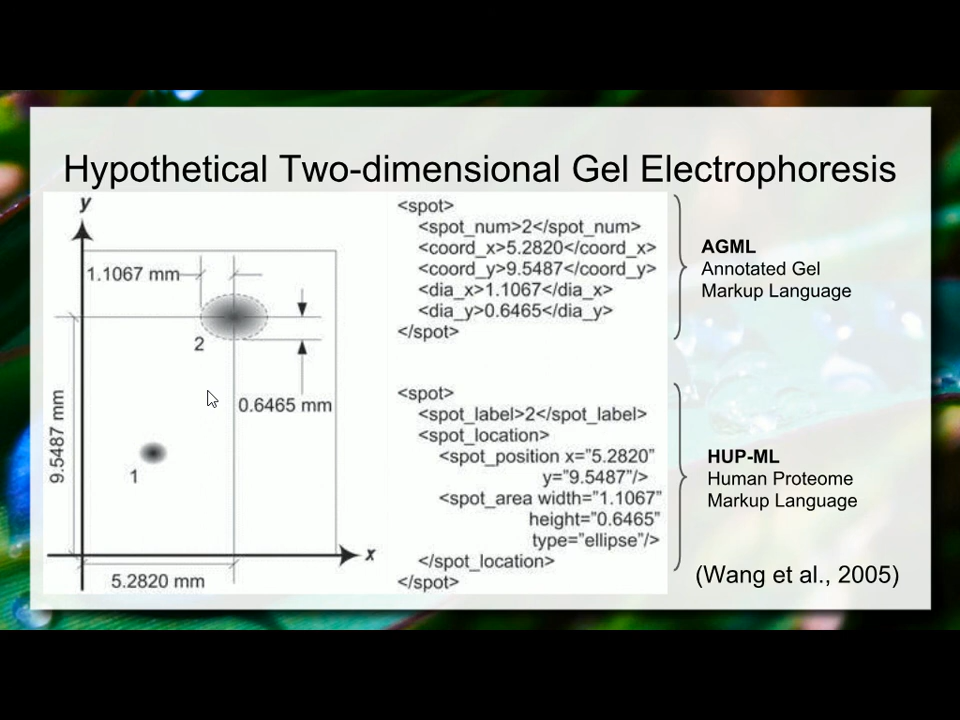 Hypothetical Two-dimensional Gel Electrophoresis
y
1.1067 mm
2
0.6465 mm
9.5487 mm
1
x
5.2820 mm
<spot>
<spot_num>2</spot_num>
<coord_x>5.2820</coord_x>
<coord_y>9.5487</coord_y>
<dia_x>1.1067</dia_x>
<dia_y>0.6465</dia_y>
</spot>
AGML
Annotated Gel
Markup Language
<spot>
<spot_label>2</spot_label>
<spot_location>
<spot_position x="5.2820"
y="9.5487"/>
<spot_area width="1.1067"
height="0.6465"
type="ellipse"/>
</spot_location>
</spot>
HUP-ML
Human Proteome
Markup Language
(Wang et al., 2005)